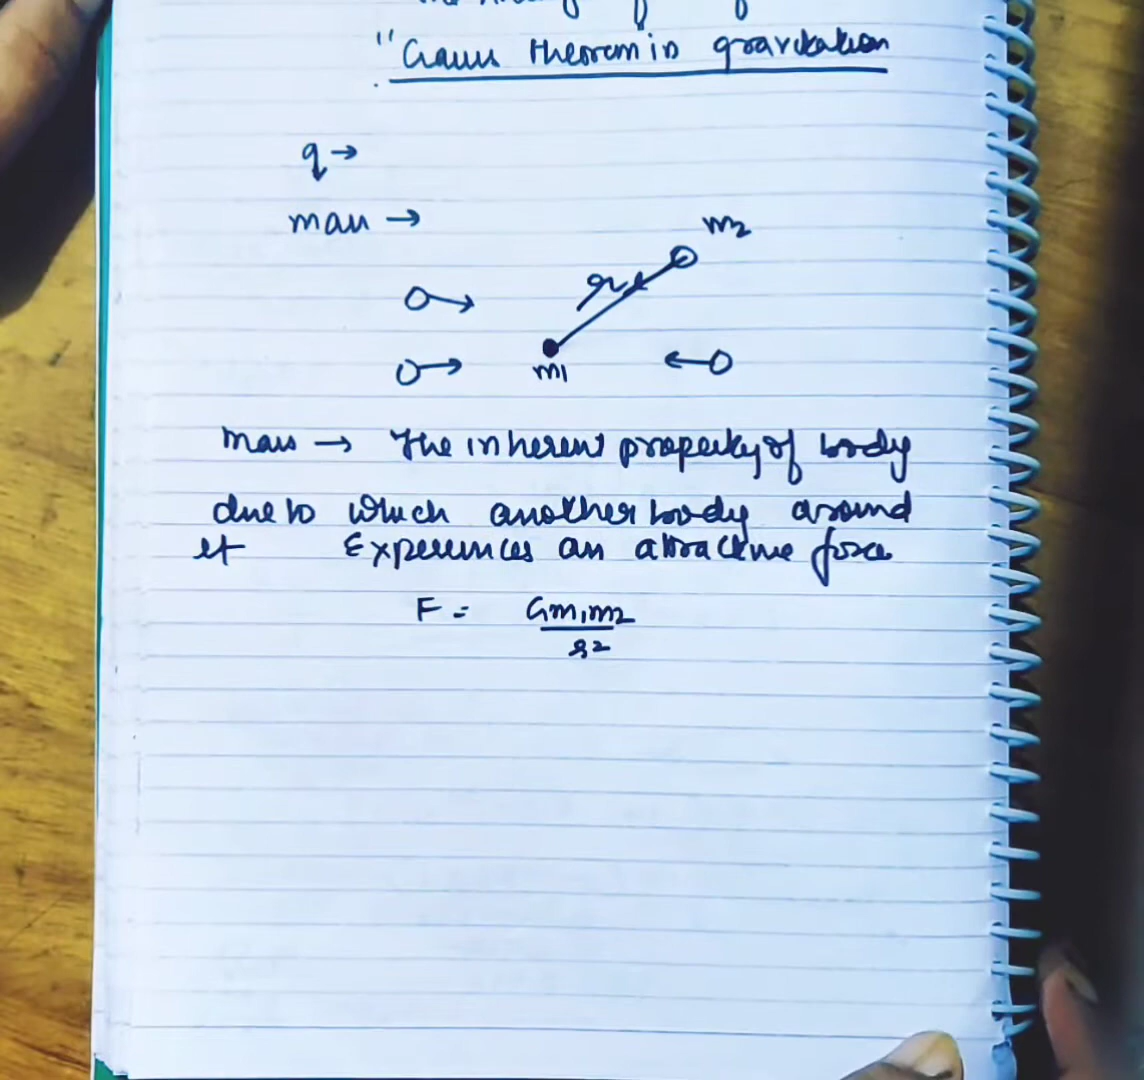 "Gauss theorem in gravitation
q →
mass →
m2
r
m1
mass → The inherent property of body
due to which another body around
it Experiences an attractive force
F = Gm1m2
r2